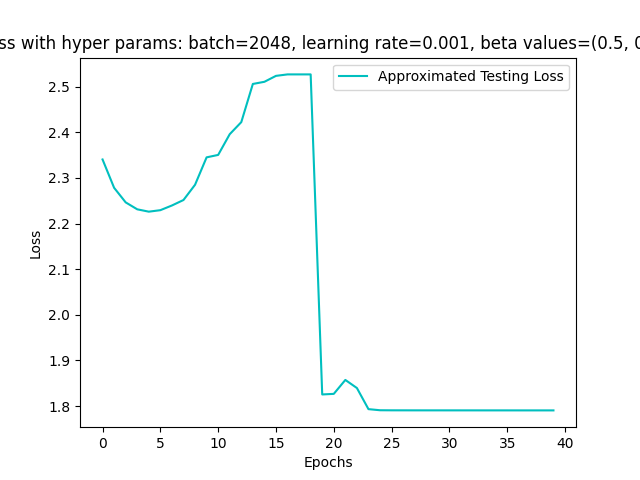 ss with hyper params: batch=2048, learning rate=0.001, beta values=(0.5, 0
Approximated Testing Loss
2.5
2.4
2.3
2.2
2.1
2.0
1.9
1.8
Loss
0 5 10 15 20 25 30 35 40
Epochs